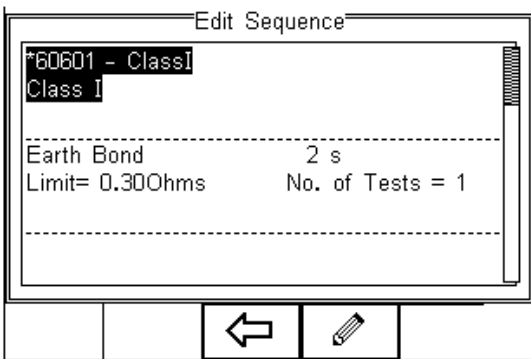 Edit Sequence
*60601 - ClassI
Class I
Earth Bond 2 s
Limit= 0.30Ohms No. of Tests = 1